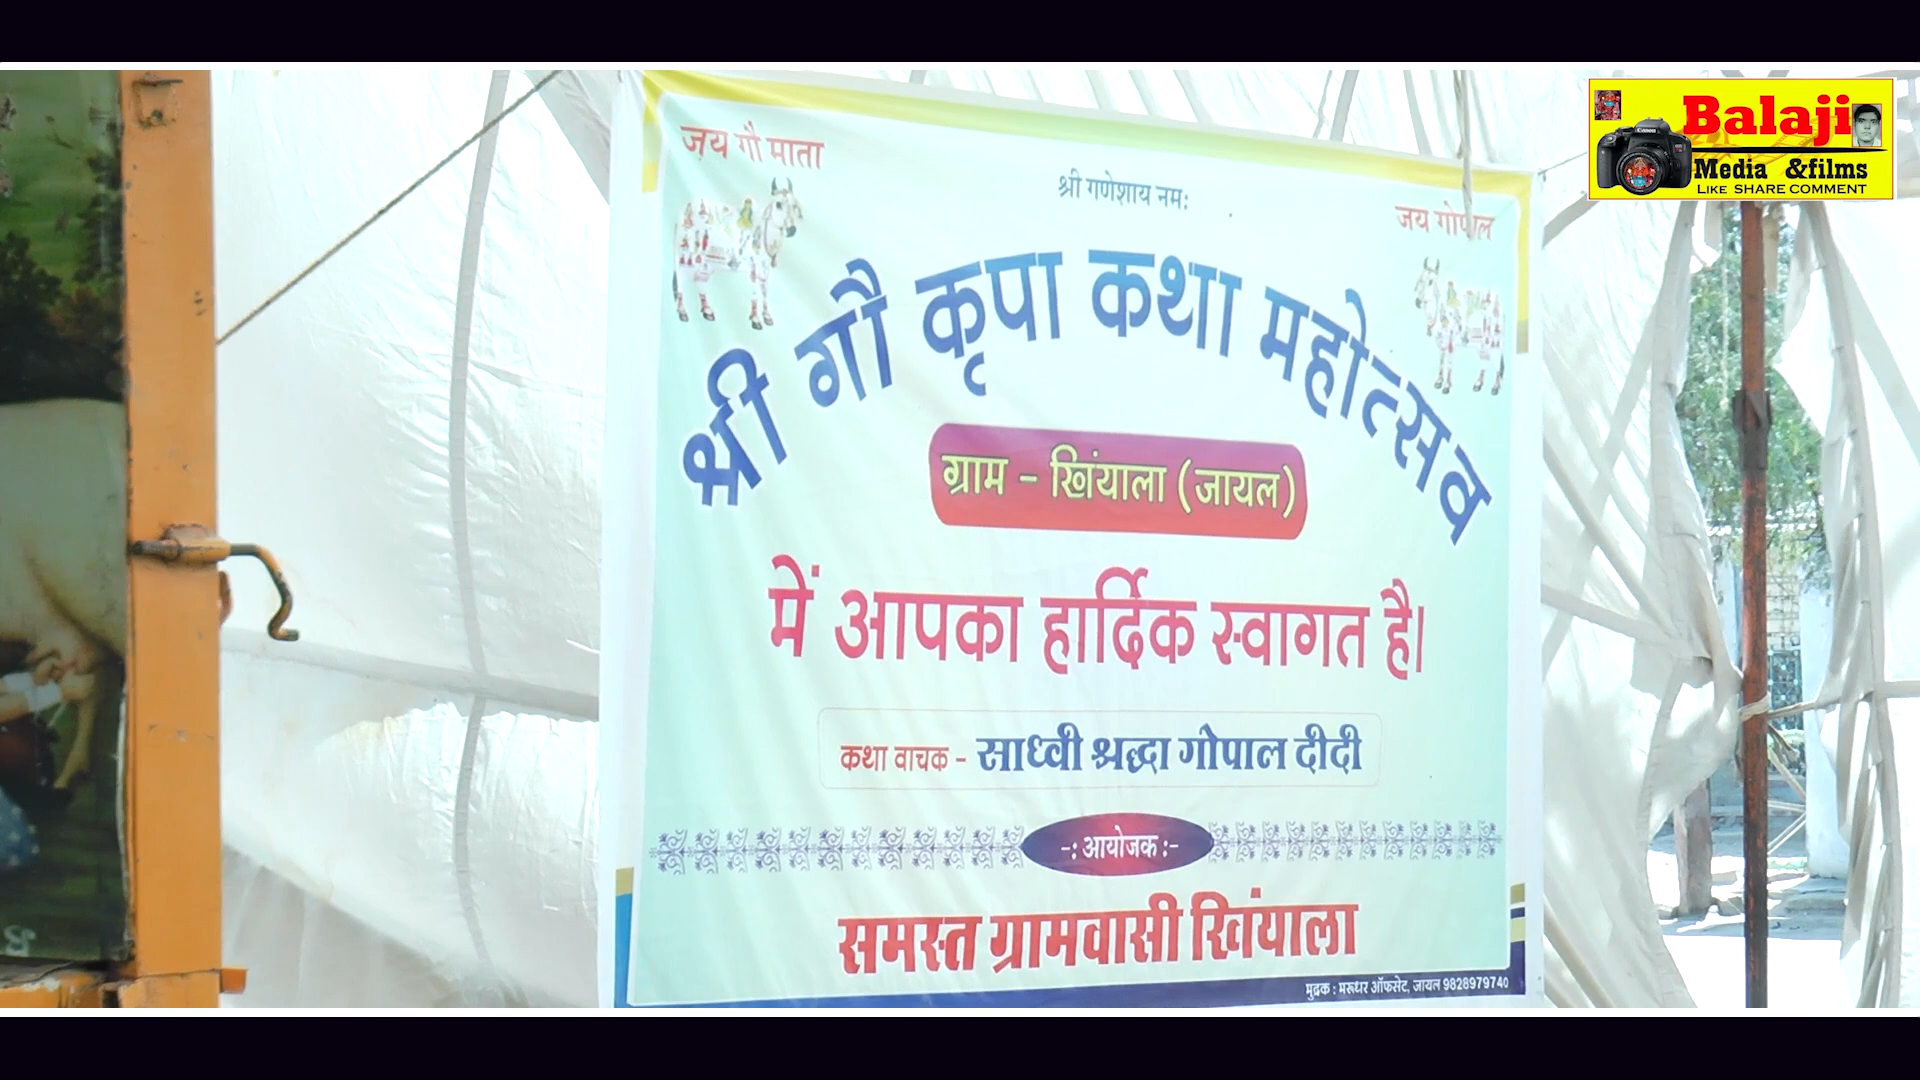 जय गौ माता
श्री गणेशाय नमः
जय गोपाल
श्री गौ कृपा कथा महोत्सव
ग्राम - खिंयाला (जायल)
में आपका हार्दिक स्वागत है।
कथा वाचक - साध्वी श्रद्धा गोपाल दीदी
-: आयोजक :-
समस्त ग्रामवासी खिंयाला
मुद्रक : मरूधर ऑफसेट, जायल 9828979740
Balaji
Media &films
LIKE SHARE COMMENT
Canon